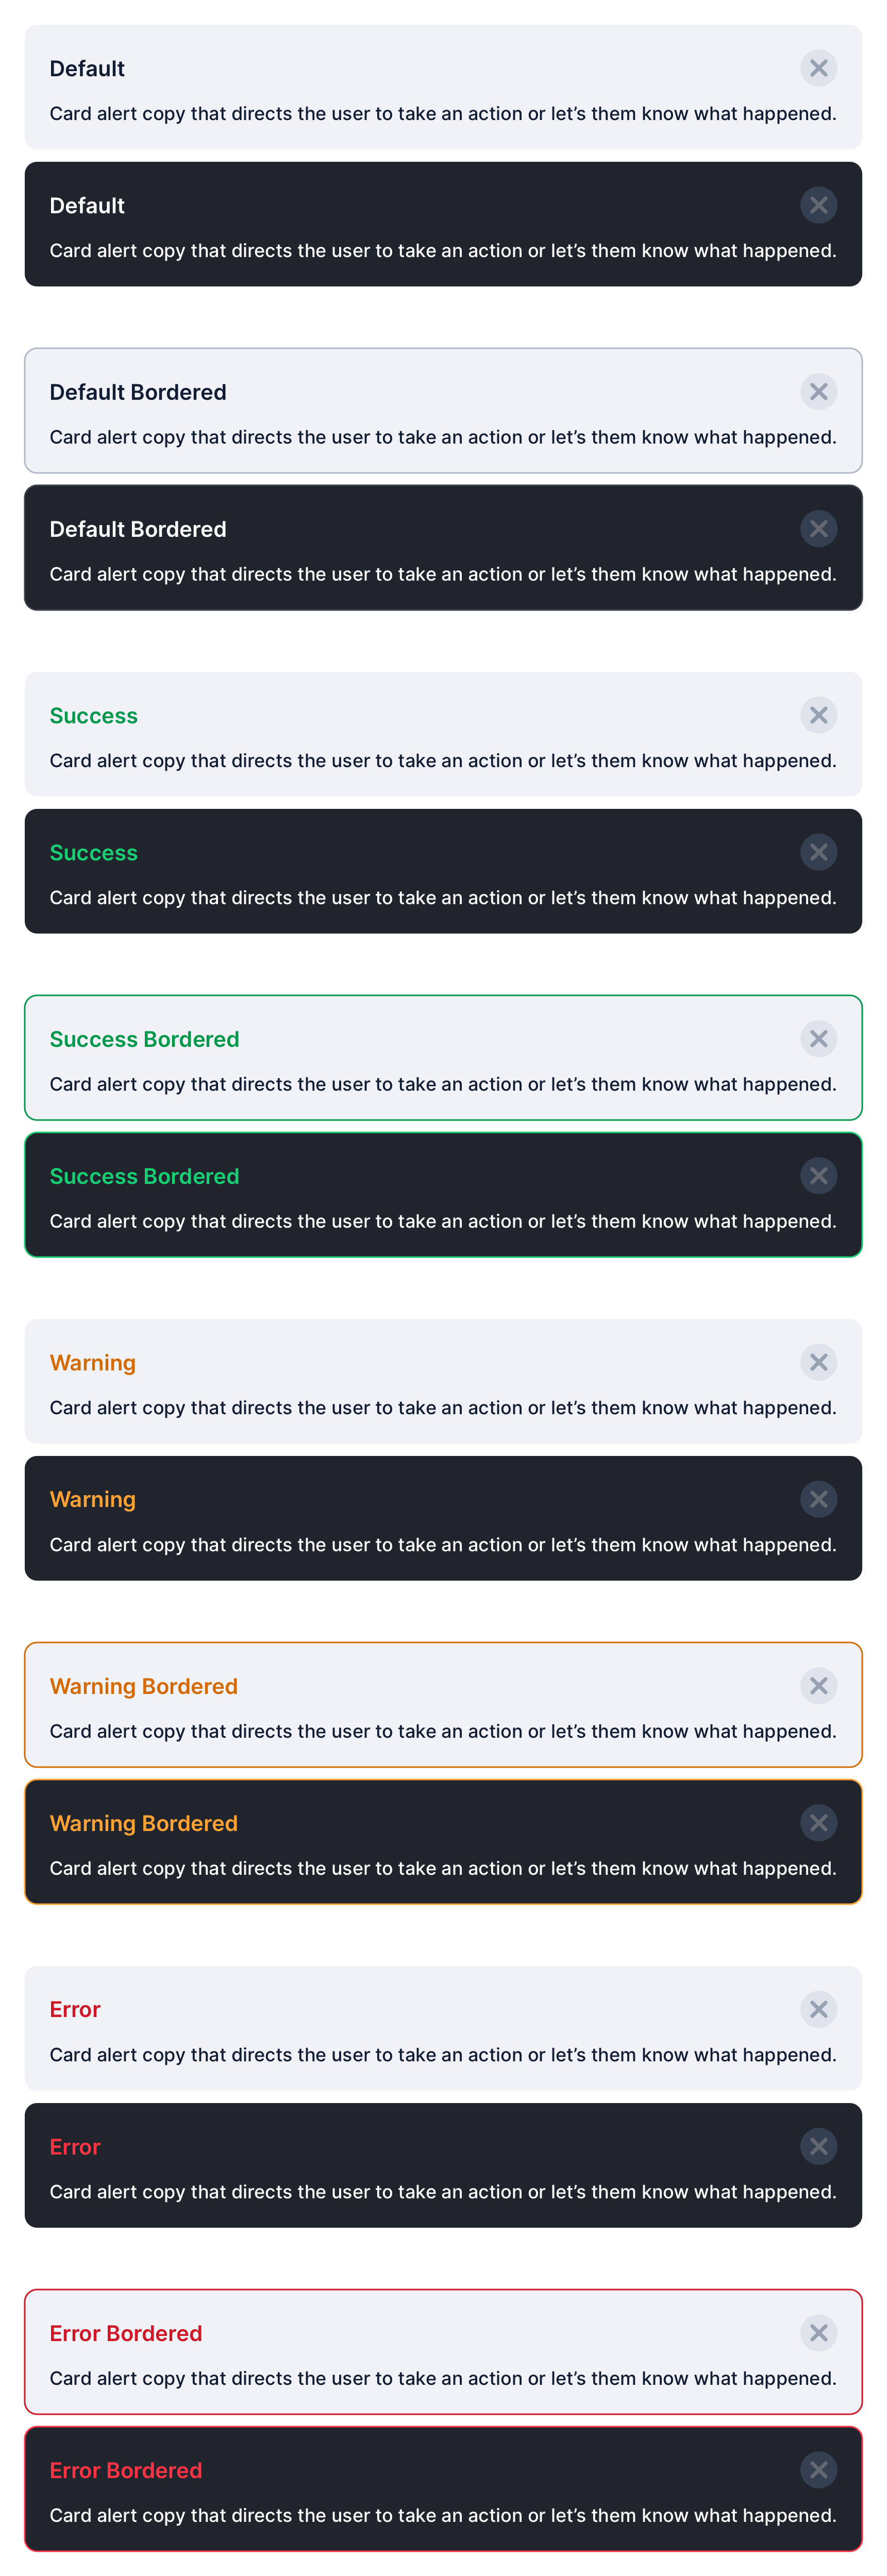 Default
Card alert copy that directs the user to take an action or let’s them know what happened.
Default
Card alert copy that directs the user to take an action or let’s them know what happened.
Default Bordered
Card alert copy that directs the user to take an action or let’s them know what happened.
Default Bordered
Card alert copy that directs the user to take an action or let’s them know what happened.
Success
Card alert copy that directs the user to take an action or let’s them know what happened.
Success
Card alert copy that directs the user to take an action or let’s them know what happened.
Success Bordered
Card alert copy that directs the user to take an action or let’s them know what happened.
Success Bordered
Card alert copy that directs the user to take an action or let’s them know what happened.
Warning
Card alert copy that directs the user to take an action or let’s them know what happened.
Warning
Card alert copy that directs the user to take an action or let’s them know what happened.
Warning Bordered
Card alert copy that directs the user to take an action or let’s them know what happened.
Warning Bordered
Card alert copy that directs the user to take an action or let’s them know what happened.
Error
Card alert copy that directs the user to take an action or let’s them know what happened.
Error
Card alert copy that directs the user to take an action or let’s them know what happened.
Error Bordered
Card alert copy that directs the user to take an action or let’s them know what happened.
Error Bordered
Card alert copy that directs the user to take an action or let’s them know what happened.